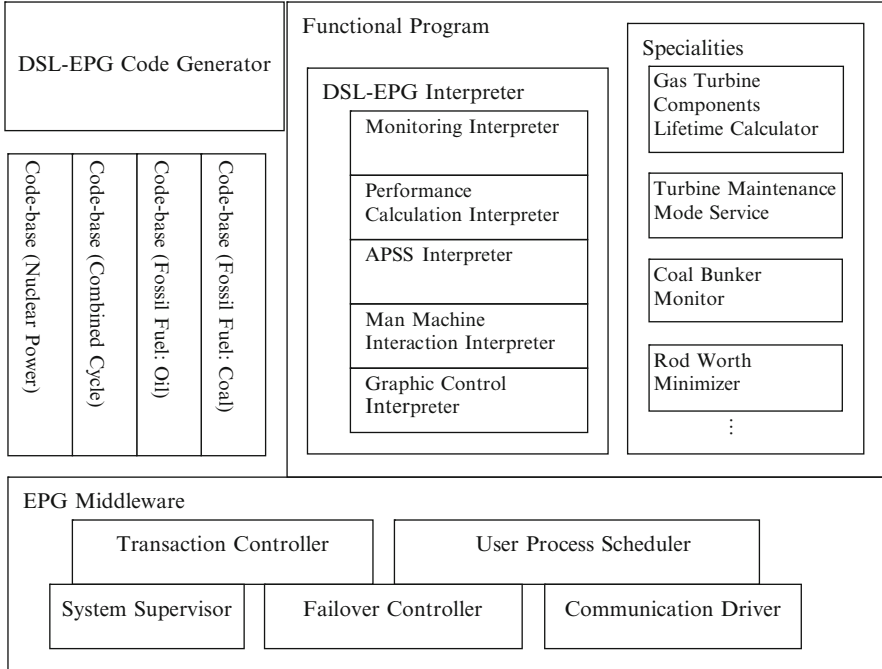 DSL-EPG Code Generator
Code-base (Nuclear Power)
Code-base (Combined Cycle)
Code-base (Fossil Fuel: Oil)
Code-base (Fossil Fuel: Coal)
Functional Program
DSL-EPG Interpreter
Monitoring Interpreter
Performance
Calculation Interpreter
APSS Interpreter
Man Machine
Interaction Interpreter
Graphic Control
Interpreter
Specialities
Gas Turbine
Components
Lifetime Calculator
Turbine Maintenance
Mode Service
Coal Bunker
Monitor
Rod Worth
Minimizer
⋮
EPG Middleware
Transaction Controller
User Process Scheduler
System Supervisor
Failover Controller
Communication Driver